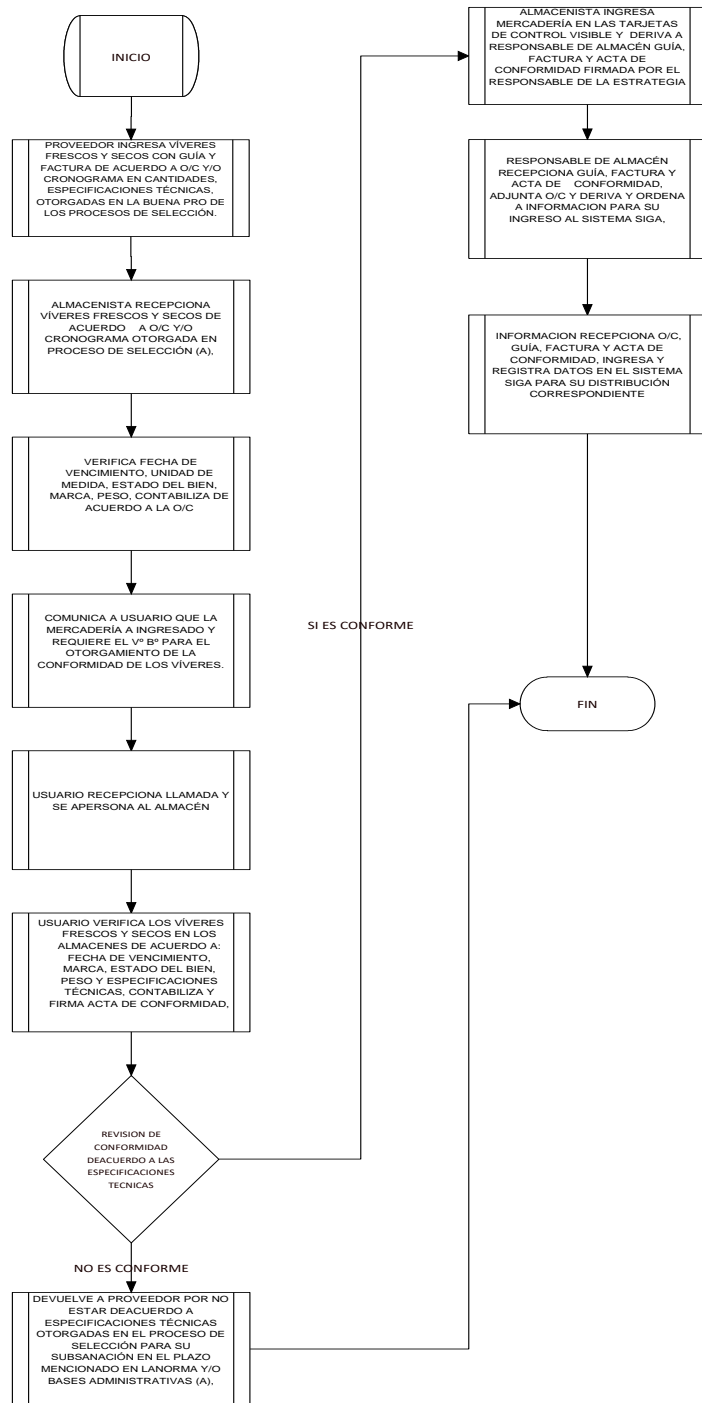 INICIO
PROVEEDOR INGRESA VÍVERES
FRESCOS Y SECOS CON GUÍA Y
FACTURA DE ACUERDO A O/C Y/O
CRONOGRAMA EN CANTIDADES,
ESPECIFICACIONES TÉCNICAS,
OTORGADAS EN LA BUENA PRO DE
LOS PROCESOS DE SELECCIÓN.
ALMACENISTA RECEPCIONA
VÍVERES FRESCOS Y SECOS DE
ACUERDO A O/C Y/O
CRONOGRAMA OTORGADA EN
PROCESO DE SELECCIÓN (A),
VERIFICA FECHA DE
VENCIMIENTO, UNIDAD DE
MEDIDA, ESTADO DEL BIEN,
MARCA, PESO, CONTABILIZA DE
ACUERDO A LA O/C
COMUNICA A USUARIO QUE LA
MERCADERÍA A INGRESADO Y
REQUIERE EL Vº Bº PARA EL
OTORGAMIENTO DE LA
CONFORMIDAD DE LOS VÍVERES.
USUARIO RECEPCIONA LLAMADA Y
SE APERSONA AL ALMACÉN
USUARIO VERIFICA LOS VÍVERES
FRESCOS Y SECOS EN LOS
ALMACENES DE ACUERDO A:
FECHA DE VENCIMIENTO,
MARCA, ESTADO DEL BIEN,
PESO Y ESPECIFICACIONES
TÉCNICAS, CONTABILIZA Y
FIRMA ACTA DE CONFORMIDAD,
REVISION DE
CONFORMIDAD
DEACUERDO A LAS
ESPECIFICACIONES
TECNICAS
NO ES CONFORME
DEVUELVE A PROVEEDOR POR NO
ESTAR DEACUERDO A
ESPECIFICACIONES TÉCNICAS
OTORGADAS EN EL PROCESO DE
SELECCIÓN PARA SU
SUBSANACIÓN EN EL PLAZO
MENCIONADO EN LANORMA Y/O
BASES ADMINISTRATIVAS (A),
SI ES CONFORME
ALMACENISTA INGRESA
MERCADERÍA EN LAS TARJETAS
DE CONTROL VISIBLE Y DERIVA A
RESPONSABLE DE ALMACÉN GUÍA,
FACTURA Y ACTA DE
CONFORMIDAD FIRMADA POR EL
RESPONSABLE DE LA ESTRATEGIA
RESPONSABLE DE ALMACÉN
RECEPCIONA GUÍA, FACTURA Y
ACTA DE CONFORMIDAD,
ADJUNTA O/C Y DERIVA Y ORDENA
A INFORMACION PARA SU
INGRESO AL SISTEMA SIGA,
INFORMACION RECEPCIONA O/C,
GUÍA, FACTURA Y ACTA DE
CONFORMIDAD, INGRESA Y
REGISTRA DATOS EN EL SISTEMA
SIGA PARA SU DISTRIBUCIÓN
CORRESPONDIENTE
FIN